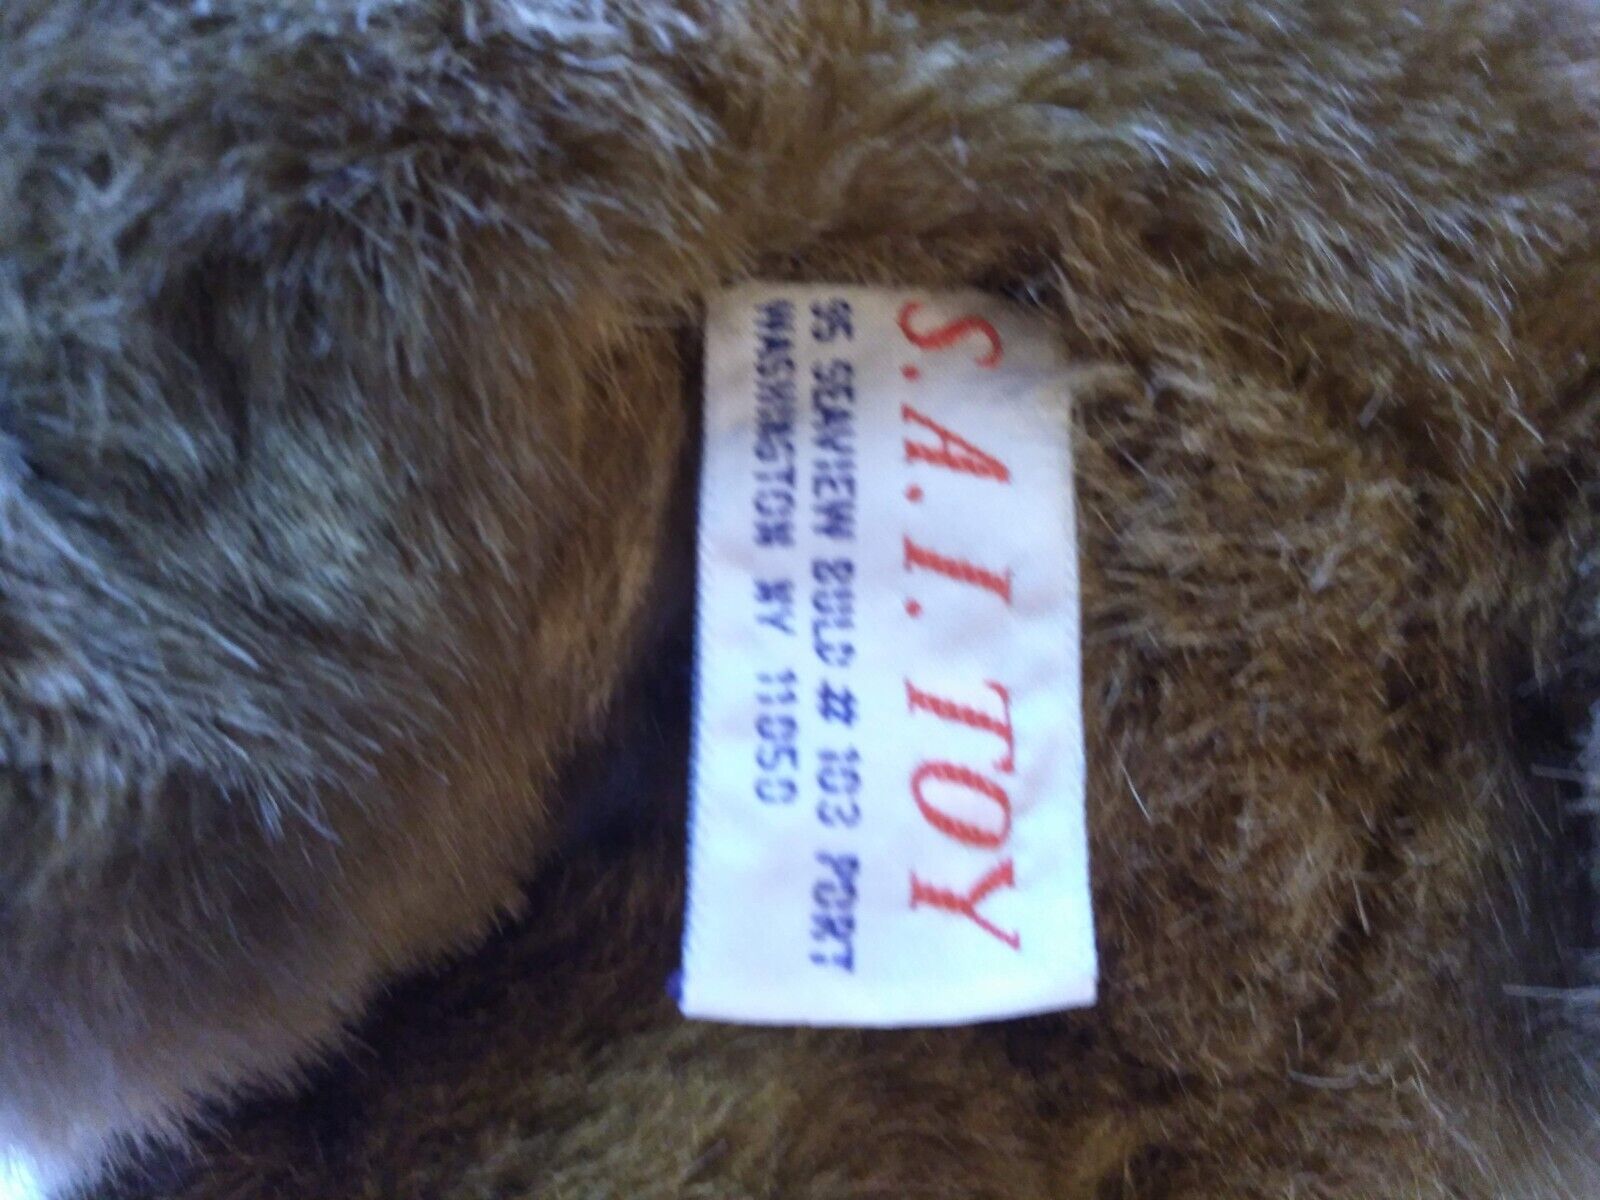 S.A.I. TOY
95 SEAVIEW BULD # 103 PORT
WASHINGTON NY 11050